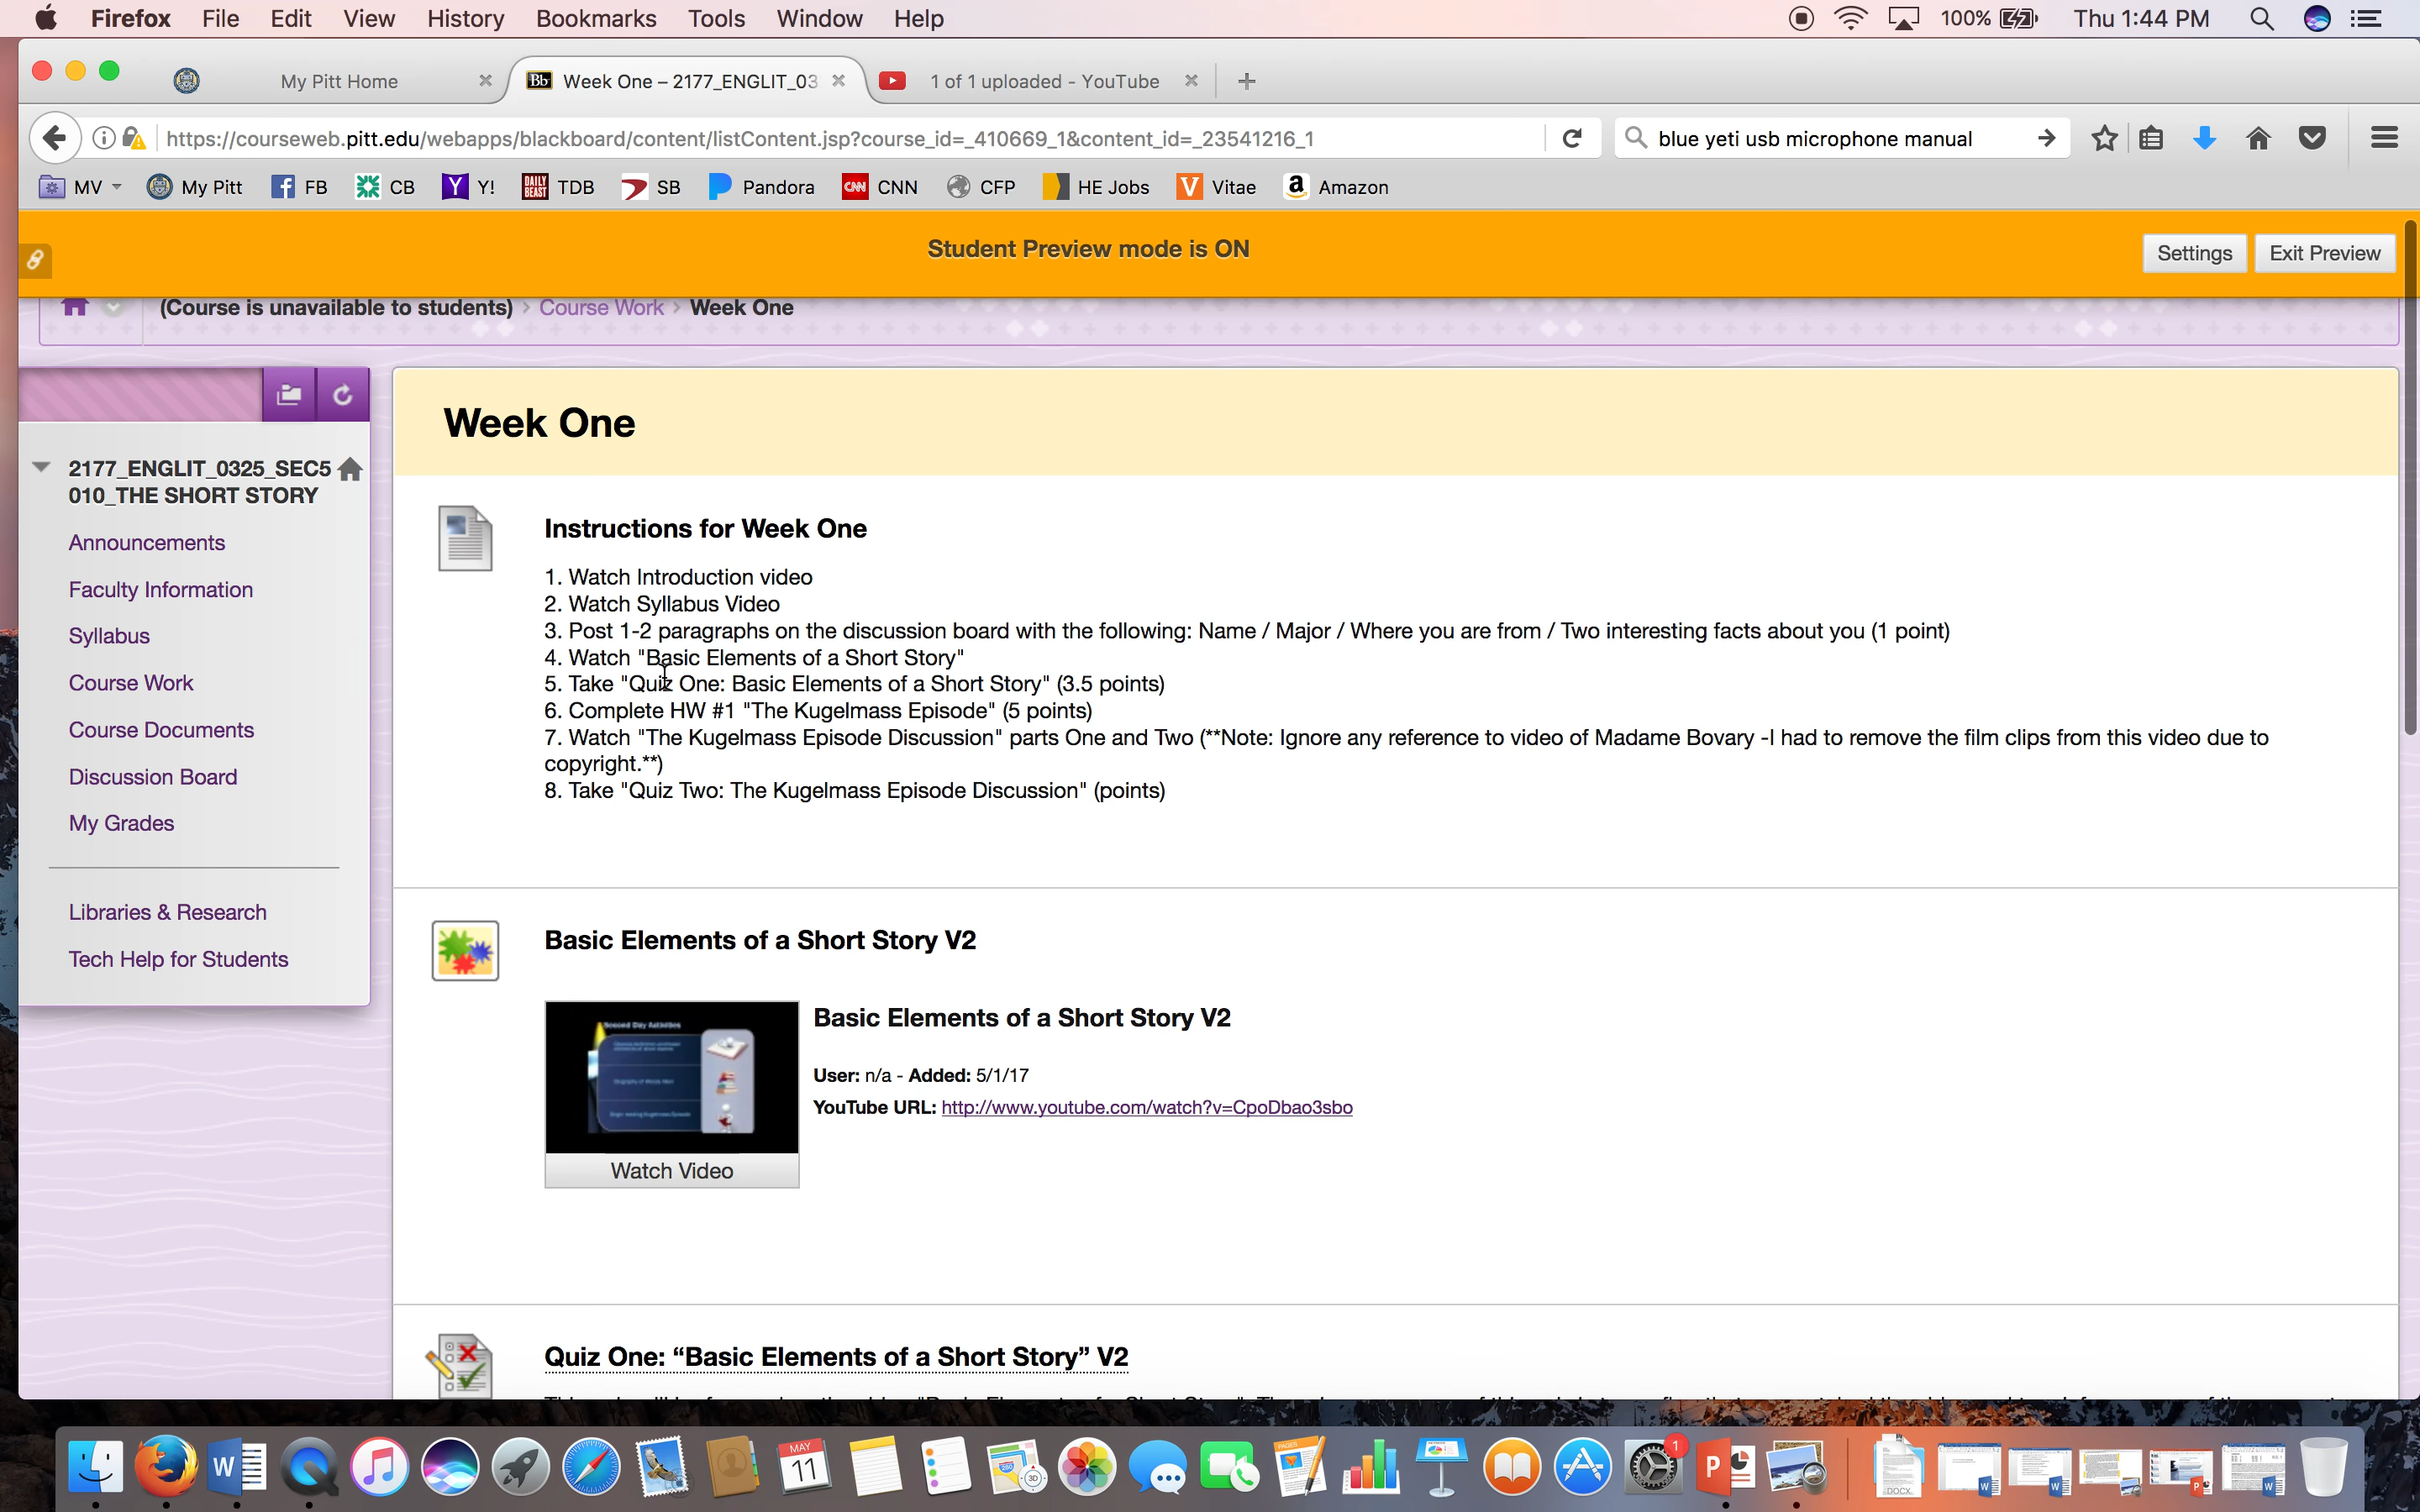 Firefox File Edit View History Bookmarks Tools Window Help 100% Thu 1:44 PM
My Pitt Home Bb Week One – 2177_ENGLIT_03 1 of 1 uploaded - YouTube
https://courseweb.pitt.edu/webapps/blackboard/content/listContent.jsp?course_id=_410669_1&content_id=_23541216_1 blue yeti usb microphone manual
MV My Pitt FB CB Y! TDB SB Pandora CNN CFP HE Jobs Vitae Amazon
Student Preview mode is ON Settings Exit Preview
(Course is unavailable to students) Course Work Week One
Week One
2177_ENGLIT_0325_SEC5
010_THE SHORT STORY
Announcements
Faculty Information
Syllabus
Course Work
Course Documents
Discussion Board
My Grades
Libraries & Research
Tech Help for Students
Instructions for Week One
1. Watch Introduction video
2. Watch Syllabus Video
3. Post 1-2 paragraphs on the discussion board with the following: Name / Major / Where you are from / Two interesting facts about you (1 point)
4. Watch "Basic Elements of a Short Story"
5. Take "Quiz One: Basic Elements of a Short Story" (3.5 points)
6. Complete HW #1 "The Kugelmass Episode" (5 points)
7. Watch "The Kugelmass Episode Discussion" parts One and Two (**Note: Ignore any reference to video of Madame Bovary -I had to remove the film clips from this video due to
copyright.**)
8. Take "Quiz Two: The Kugelmass Episode Discussion" (points)
Basic Elements of a Short Story V2
Second Day Activities
Basic Elements of a Short Story V2
User: n/a - Added: 5/1/17
YouTube URL: http://www.youtube.com/watch?v=CpoDbao3sbo
Watch Video
Quiz One: “Basic Elements of a Short Story” V2
MAY
11
PAGES
1
DOCX